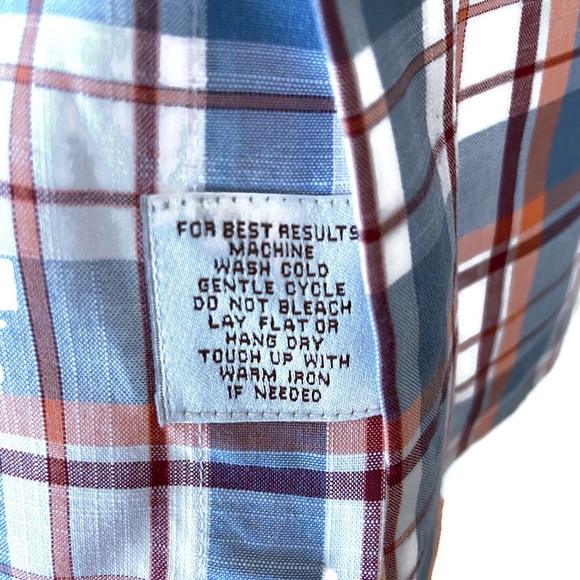 FOR BEST RESULTS
MACHINE
WASH COLD
GENTLE CYCLE
DO NOT BLEACH
LAY FLAT OR
HANG DRY
TOUCH UP WITH
WARM IRON
IF NEEDED